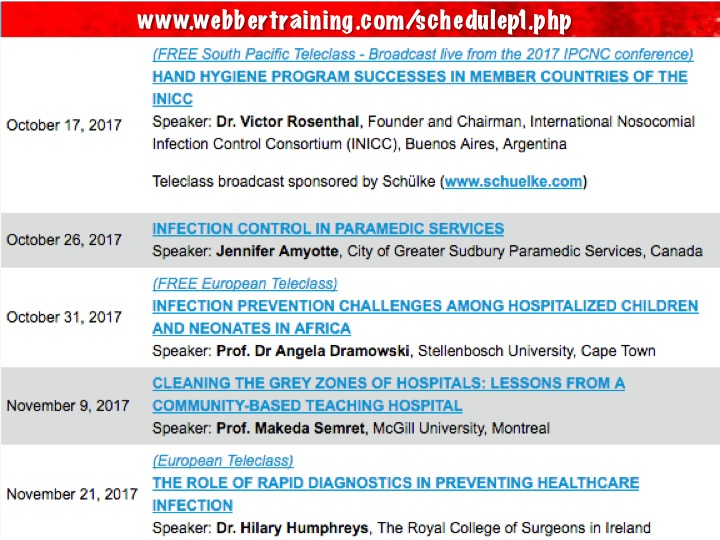 www.webbertraining.com/schedulep1.php
(FREE South Pacific Teleclass - Broadcast live from the 2017 IPCNC conference)
HAND HYGIENE PROGRAM SUCCESSES IN MEMBER COUNTRIES OF THE
INICC
October 17, 2017
Speaker: Dr. Victor Rosenthal, Founder and Chairman, International Nosocomial
Infection Control Consortium (INICC), Buenos Aires, Argentina
Teleclass broadcast sponsored by Schülke (www.schuelke.com)
October 26, 2017
INFECTION CONTROL IN PARAMEDIC SERVICES
Speaker: Jennifer Amyotte, City of Greater Sudbury Paramedic Services, Canada
(FREE European Teleclass)
October 31, 2017
INFECTION PREVENTION CHALLENGES AMONG HOSPITALIZED CHILDREN
AND NEONATES IN AFRICA
Speaker: Prof. Dr Angela Dramowski, Stellenbosch University, Cape Town
November 9, 2017
CLEANING THE GREY ZONES OF HOSPITALS: LESSONS FROM A
COMMUNITY-BASED TEACHING HOSPITAL
Speaker: Prof. Makeda Semret, McGill University, Montreal
(European Teleclass)
November 21, 2017
THE ROLE OF RAPID DIAGNOSTICS IN PREVENTING HEALTHCARE
INFECTION
Speaker: Dr. Hilary Humphreys, The Royal College of Surgeons in Ireland